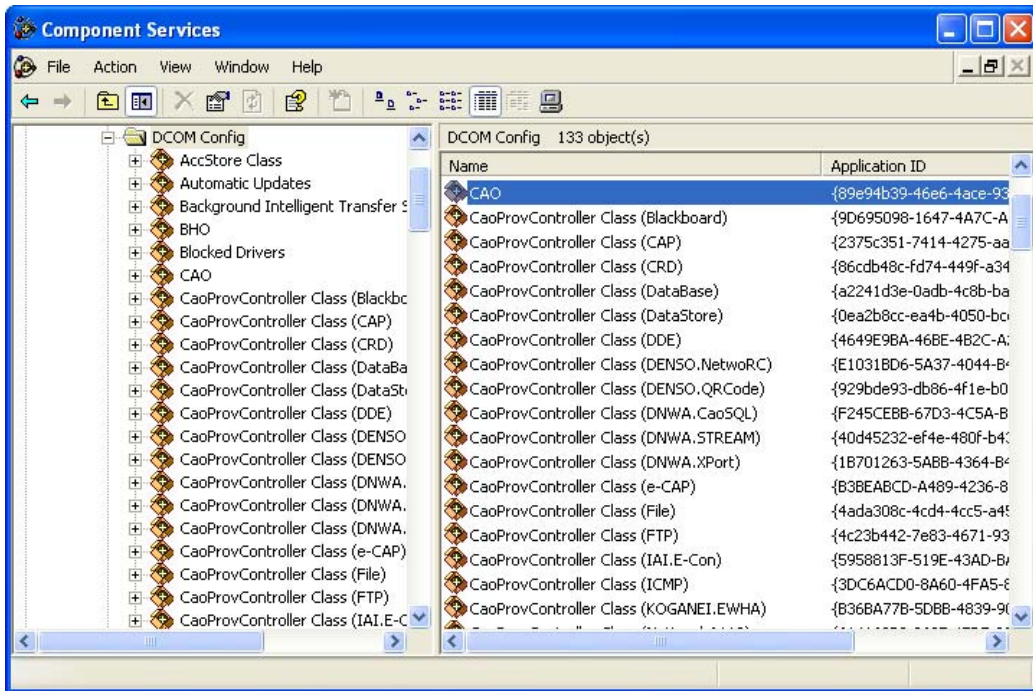 Component Services
File Action View Window Help
DCOM Config
AccStore Class
Automatic Updates
Background Intelligent Transfer
BHO
Blocked Drivers
CAO
CaoProvController Class (Blackbo
CaoProvController Class (CAP)
CaoProvController Class (CRD)
CaoProvController Class (DataBa
CaoProvController Class (DataSt
CaoProvController Class (DDE)
CaoProvController Class (DENSO
CaoProvController Class (DENSO
CaoProvController Class (DNWA.
CaoProvController Class (DNWA.
CaoProvController Class (DNWA.
CaoProvController Class (e-CAP)
CaoProvController Class (File)
CaoProvController Class (FTP)
CaoProvController Class (IAI.E-C
DCOM Config 133 object(s)
Name Application ID
CAO {89e94b39-46e6-4ace-93
CaoProvController Class (Blackboard) {9D695098-1647-4A7C-A
CaoProvController Class (CAP) {2375c351-7414-4275-aa
CaoProvController Class (CRD) {86cdb48c-fd74-449f-a34
CaoProvController Class (DataBase) {a2241d3e-0adb-4c8b-ba
CaoProvController Class (DataStore) {0ea2b8cc-ea4b-4050-bc
CaoProvController Class (DDE) {4649E9BA-46BE-4B2C-A
CaoProvController Class (DENSO.NetwoRC) {E1031BD6-5A37-4044-B
CaoProvController Class (DENSO.QRCode) {929bde93-db86-4f1e-b0
CaoProvController Class (DNWA.CaoSQL) {F245CEBB-67D3-4C5A-B
CaoProvController Class (DNWA.STREAM) {40d45232-ef4e-480f-b4
CaoProvController Class (DNWA.XPort) {1B701263-5ABB-4364-B
CaoProvController Class (e-CAP) {B3BEABCD-A489-4236-8
CaoProvController Class (File) {4ada308c-4cd4-4cc5-a4
CaoProvController Class (FTP) {4c23b442-7e83-4671-93
CaoProvController Class (IAI.E-Con) {5958813F-519E-43AD-B
CaoProvController Class (ICMP) {3DC6ACD0-8A60-4FA5-
CaoProvController Class (KOGANEI.EWHA) {B36BA77B-5DBB-4839-9